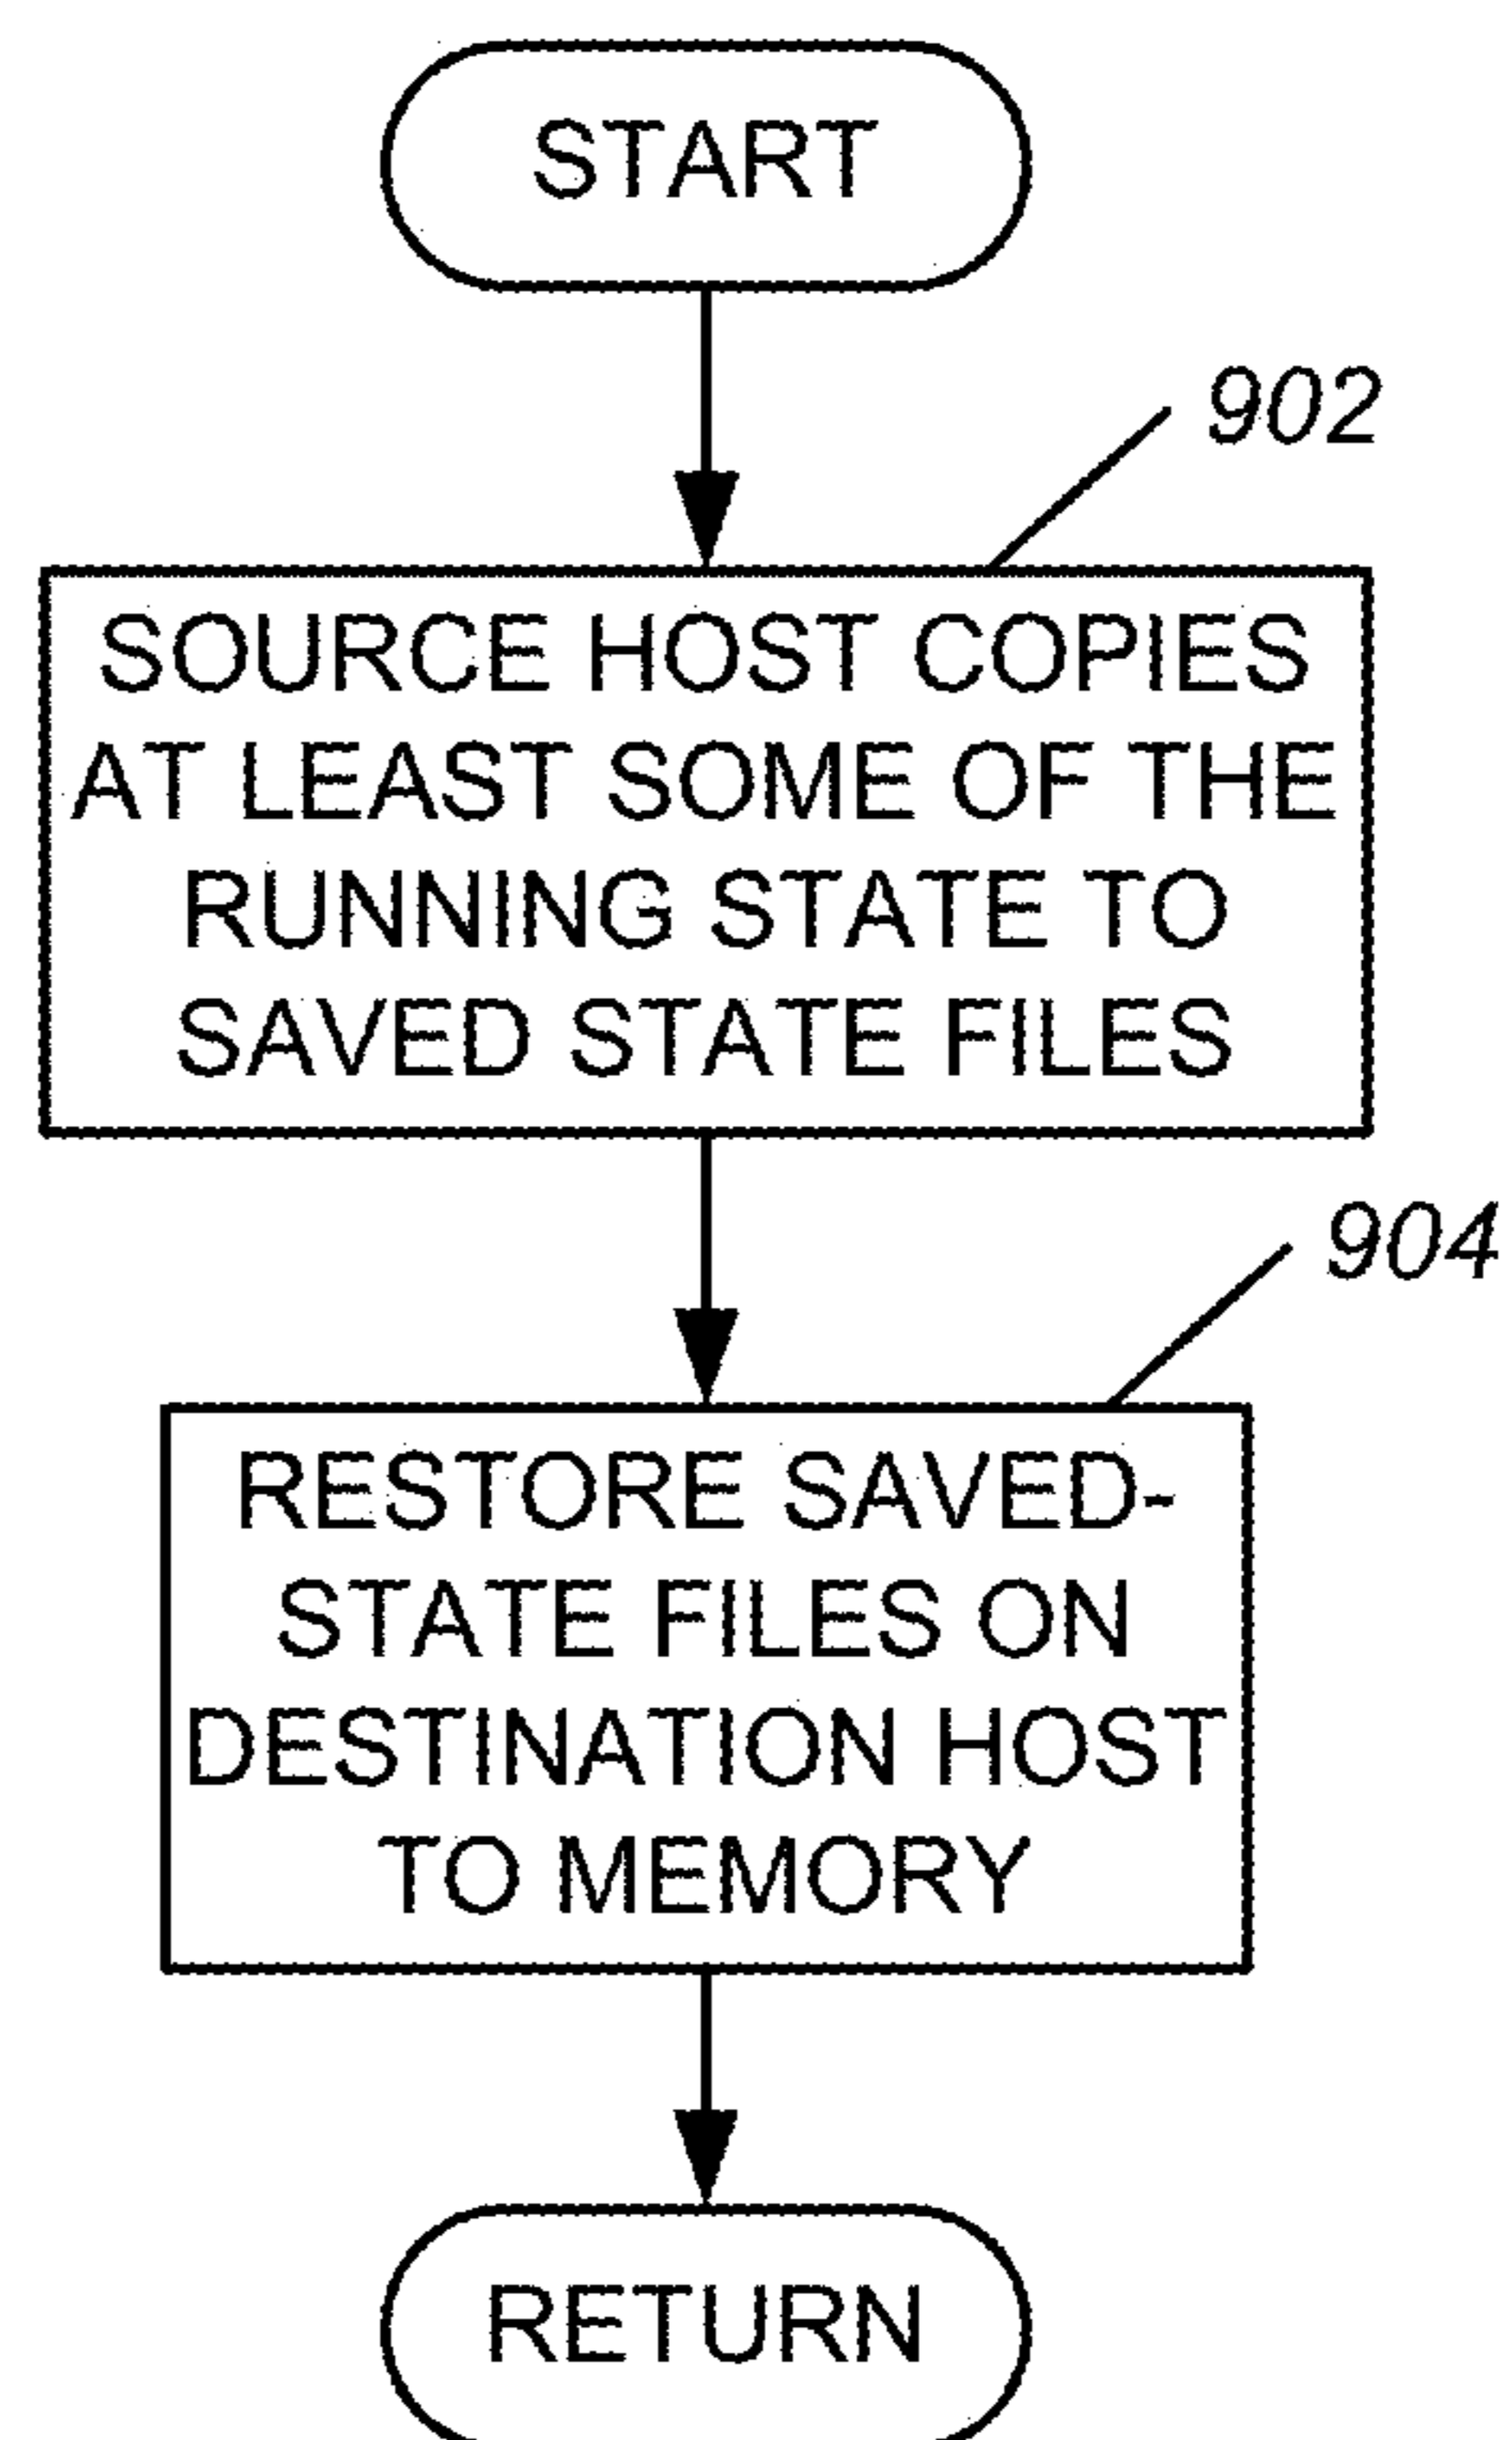 START
902
SOURCE HOST COPIES
AT LEAST SOME OF THE
RUNNING STATE TO
SAVED STATE FILES
904
RESTORE SAVED-
STATE FILES ON
DESTINATION HOST
TO MEMORY
RETURN